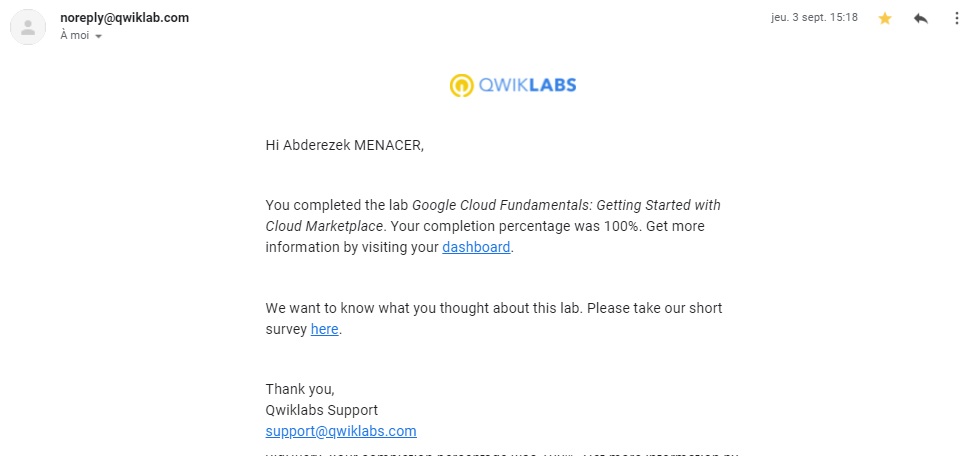 noreply@qwiklab.com
jeu. 3 sept. 15:18
À moi
QWIKLABS
Hi Abderezek MENACER,
You completed the lab Google Cloud Fundamentals: Getting Started with
Cloud Marketplace. Your completion percentage was 100%. Get more
information by visiting your dashboard.
We want to know what you thought about this lab. Please take our short
survey here.
Thank you,
Qwiklabs Support
support@qwiklabs.com